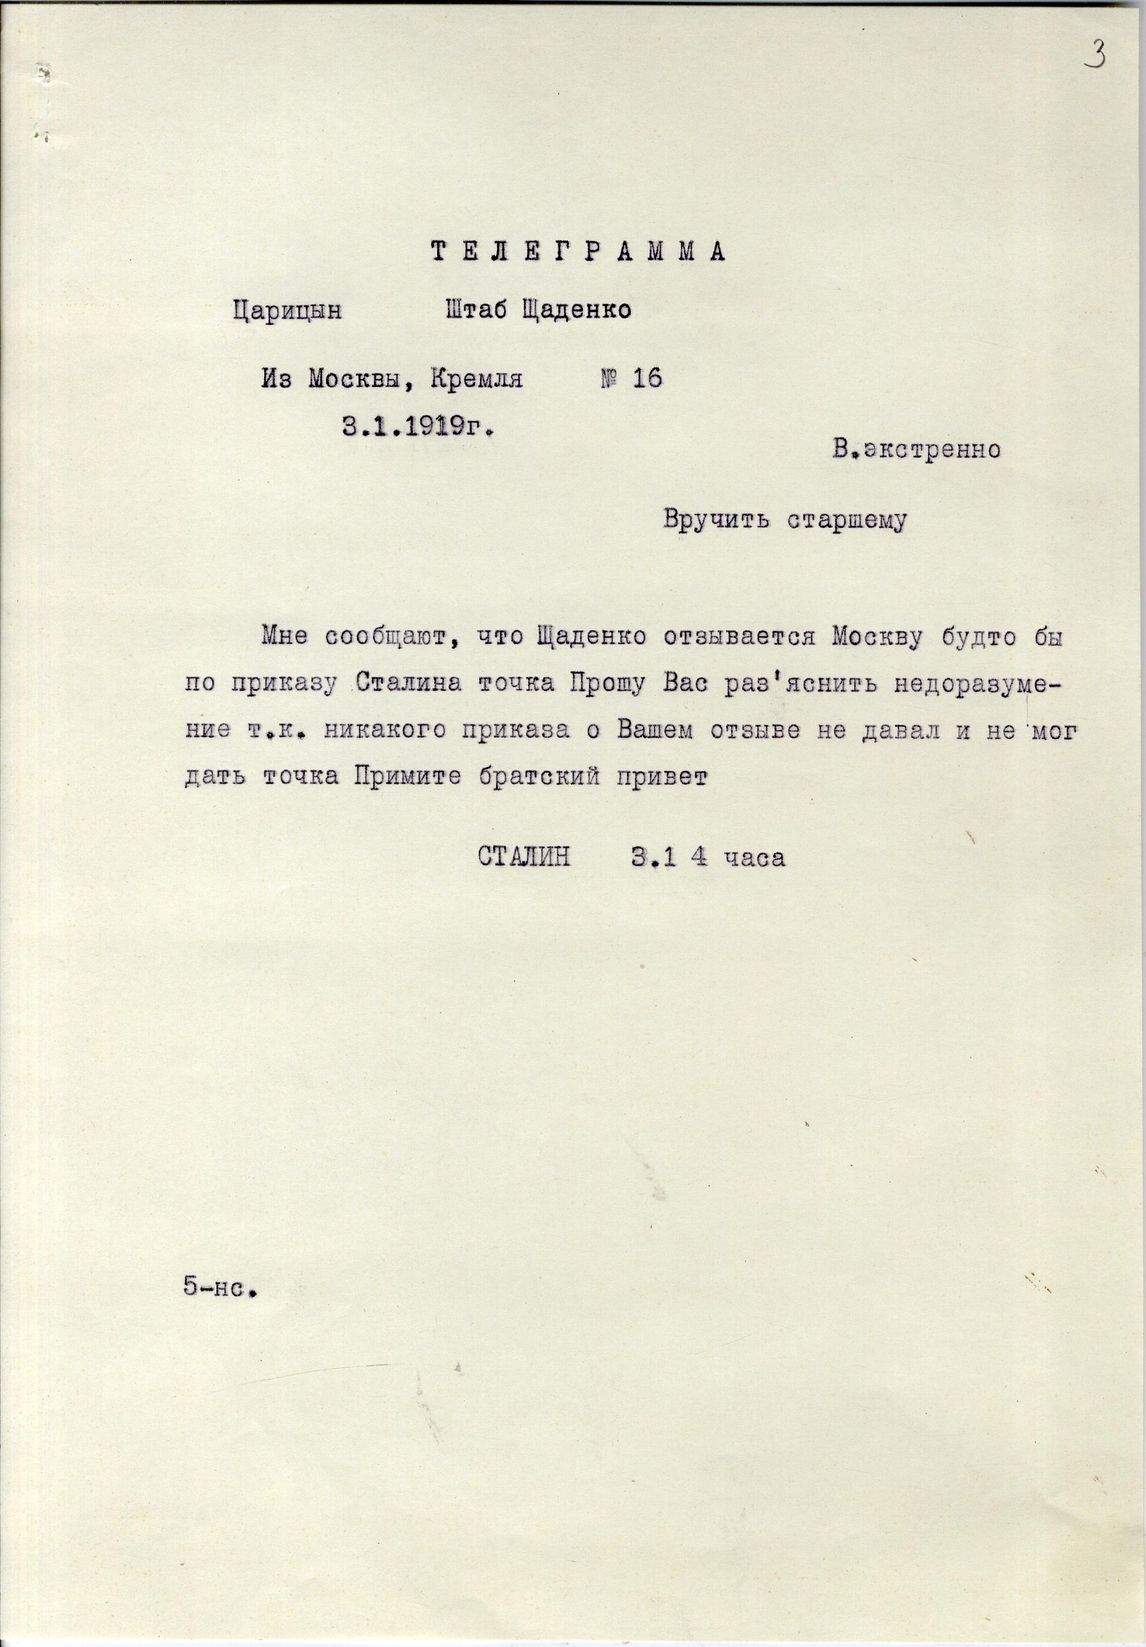 3
ТЕЛЕГРАММА
Царицын Штаб Щаденко
Из Москвы, Кремля № 16
3.1.1919г.
В.экстренно
Вручить старшему
Мне сообщают, что Щаденко отзывается Москву будто бы
по приказу Сталина точка Прошу Вас раз'яснить недоразуме-
ние т.к. никакого приказа о Вашем отзыве не давал и не мог
дать точка Примите братский привет
СТАЛИН 3.1 4 часа
5-нс.